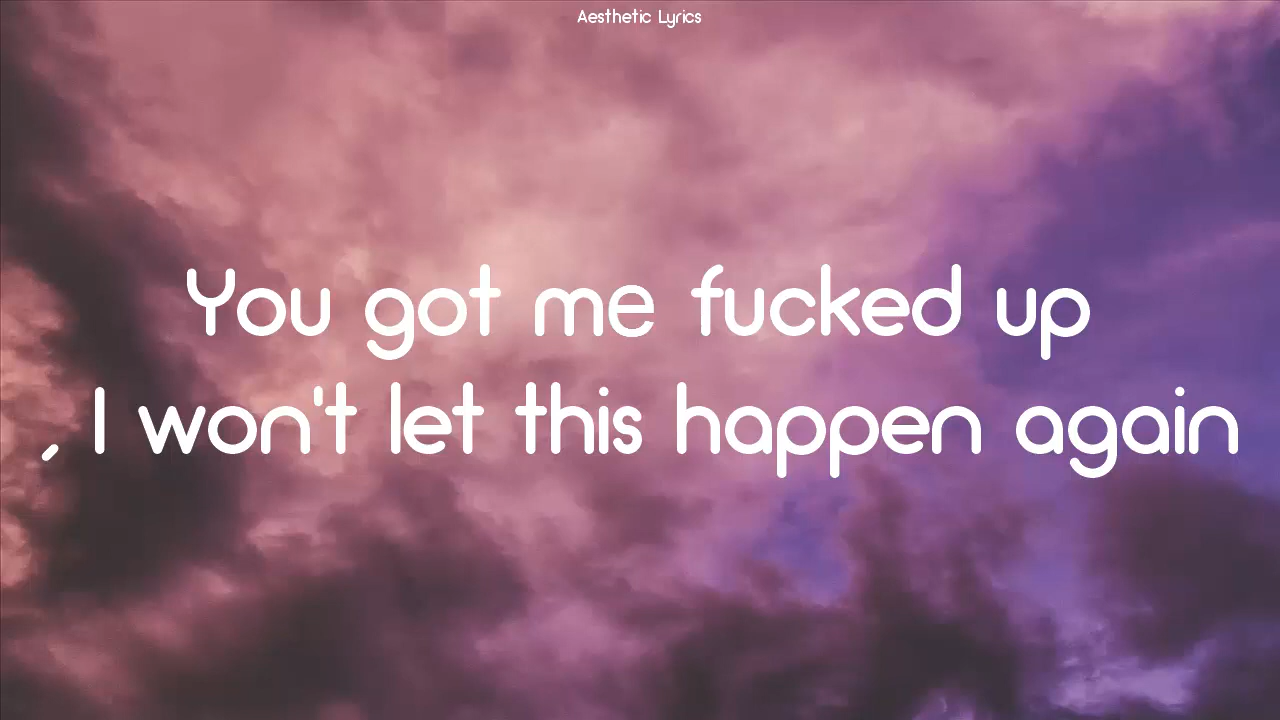 Aesthetic Lyrics
You got me fucked up
, I won't let this happen again